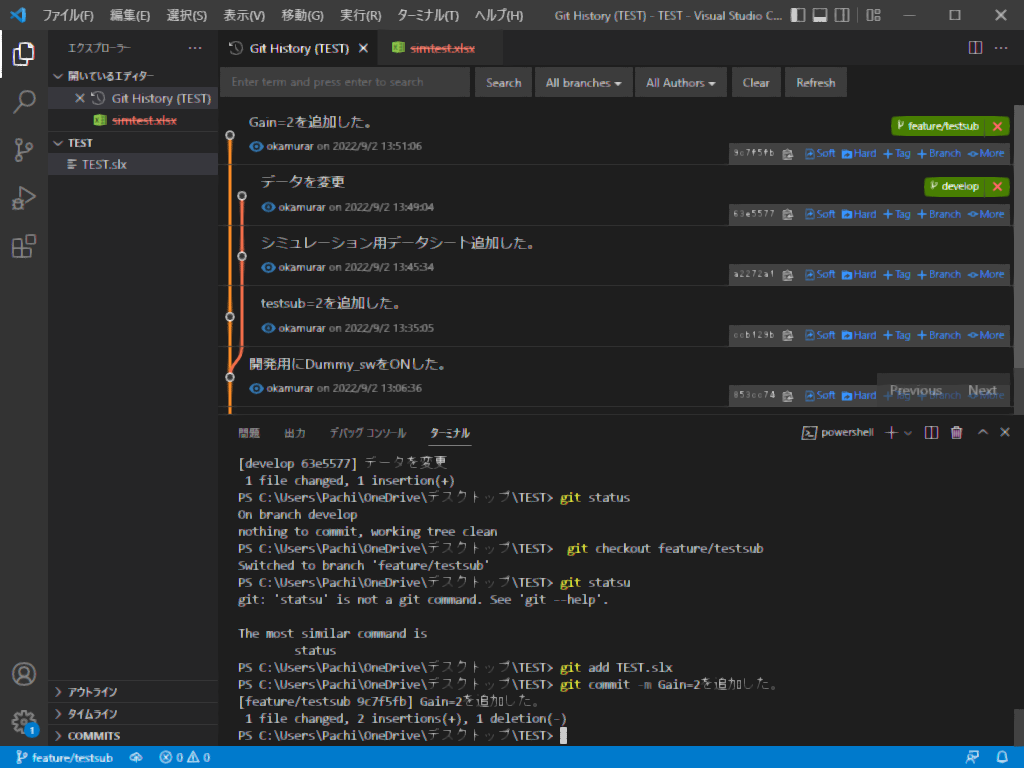 ファイル(F) 編集(E) 選択(S) 表示(V) 移動(G) 実行(R) ターミナル(T) ヘルプ(H) Git History (TEST) - TEST - Visual Studio C...
エクスプローラー ...
開いているエディター
Git History (TEST)
simtest.xlsx
TEST
TEST.slx
アウトライン
タイムライン
COMMITS
Git History (TEST) simtest.xlsx
Enter term and press enter to search Search All branches All Authors Clear Refresh
Gain=2を追加した。
feature/testsub
okamurar on 2022/9/2 13:51:06
9c7f5fb Soft Hard Tag Branch More
データを変更
develop
okamurar on 2022/9/2 13:49:04
63e5577 Soft Hard Tag Branch More
シミュレーション用データシート追加した。
okamurar on 2022/9/2 13:45:34
a2272a1 Soft Hard Tag Branch More
testsub=2を追加した。
okamurar on 2022/9/2 13:35:05
Soft Hard Tag Branch More
開発用にDummy_swをONした。
okamurar on 2022/9/2 13:06:36
853cc74 Soft Hard Tag Branch More
Previous Next
問題 出力 デバッグ コンソール ターミナル powershell
[develop 63e5577] データを変更
1 file changed, 1 insertion(+)
PS C:\Users\Pachi\OneDrive\デスクトップ\TEST> git status
On branch develop
nothing to commit, working tree clean
PS C:\Users\Pachi\OneDrive\デスクトップ\TEST> git checkout feature/testsub
Switched to branch 'feature/testsub'
PS C:\Users\Pachi\OneDrive\デスクトップ\TEST> git statsu
git: 'statsu' is not a git command. See 'git --help'.
The most similar command is
status
PS C:\Users\Pachi\OneDrive\デスクトップ\TEST> git add TEST.slx
PS C:\Users\Pachi\OneDrive\デスクトップ\TEST> git commit -m Gain=2を追加した。
[feature/testsub 9c7f5fb] Gain=2を追加した。
1 file changed, 2 insertions(+), 1 deletion(-)
PS C:\Users\Pachi\OneDrive\デスクトップ\TEST>
1
feature/testsub 0 0